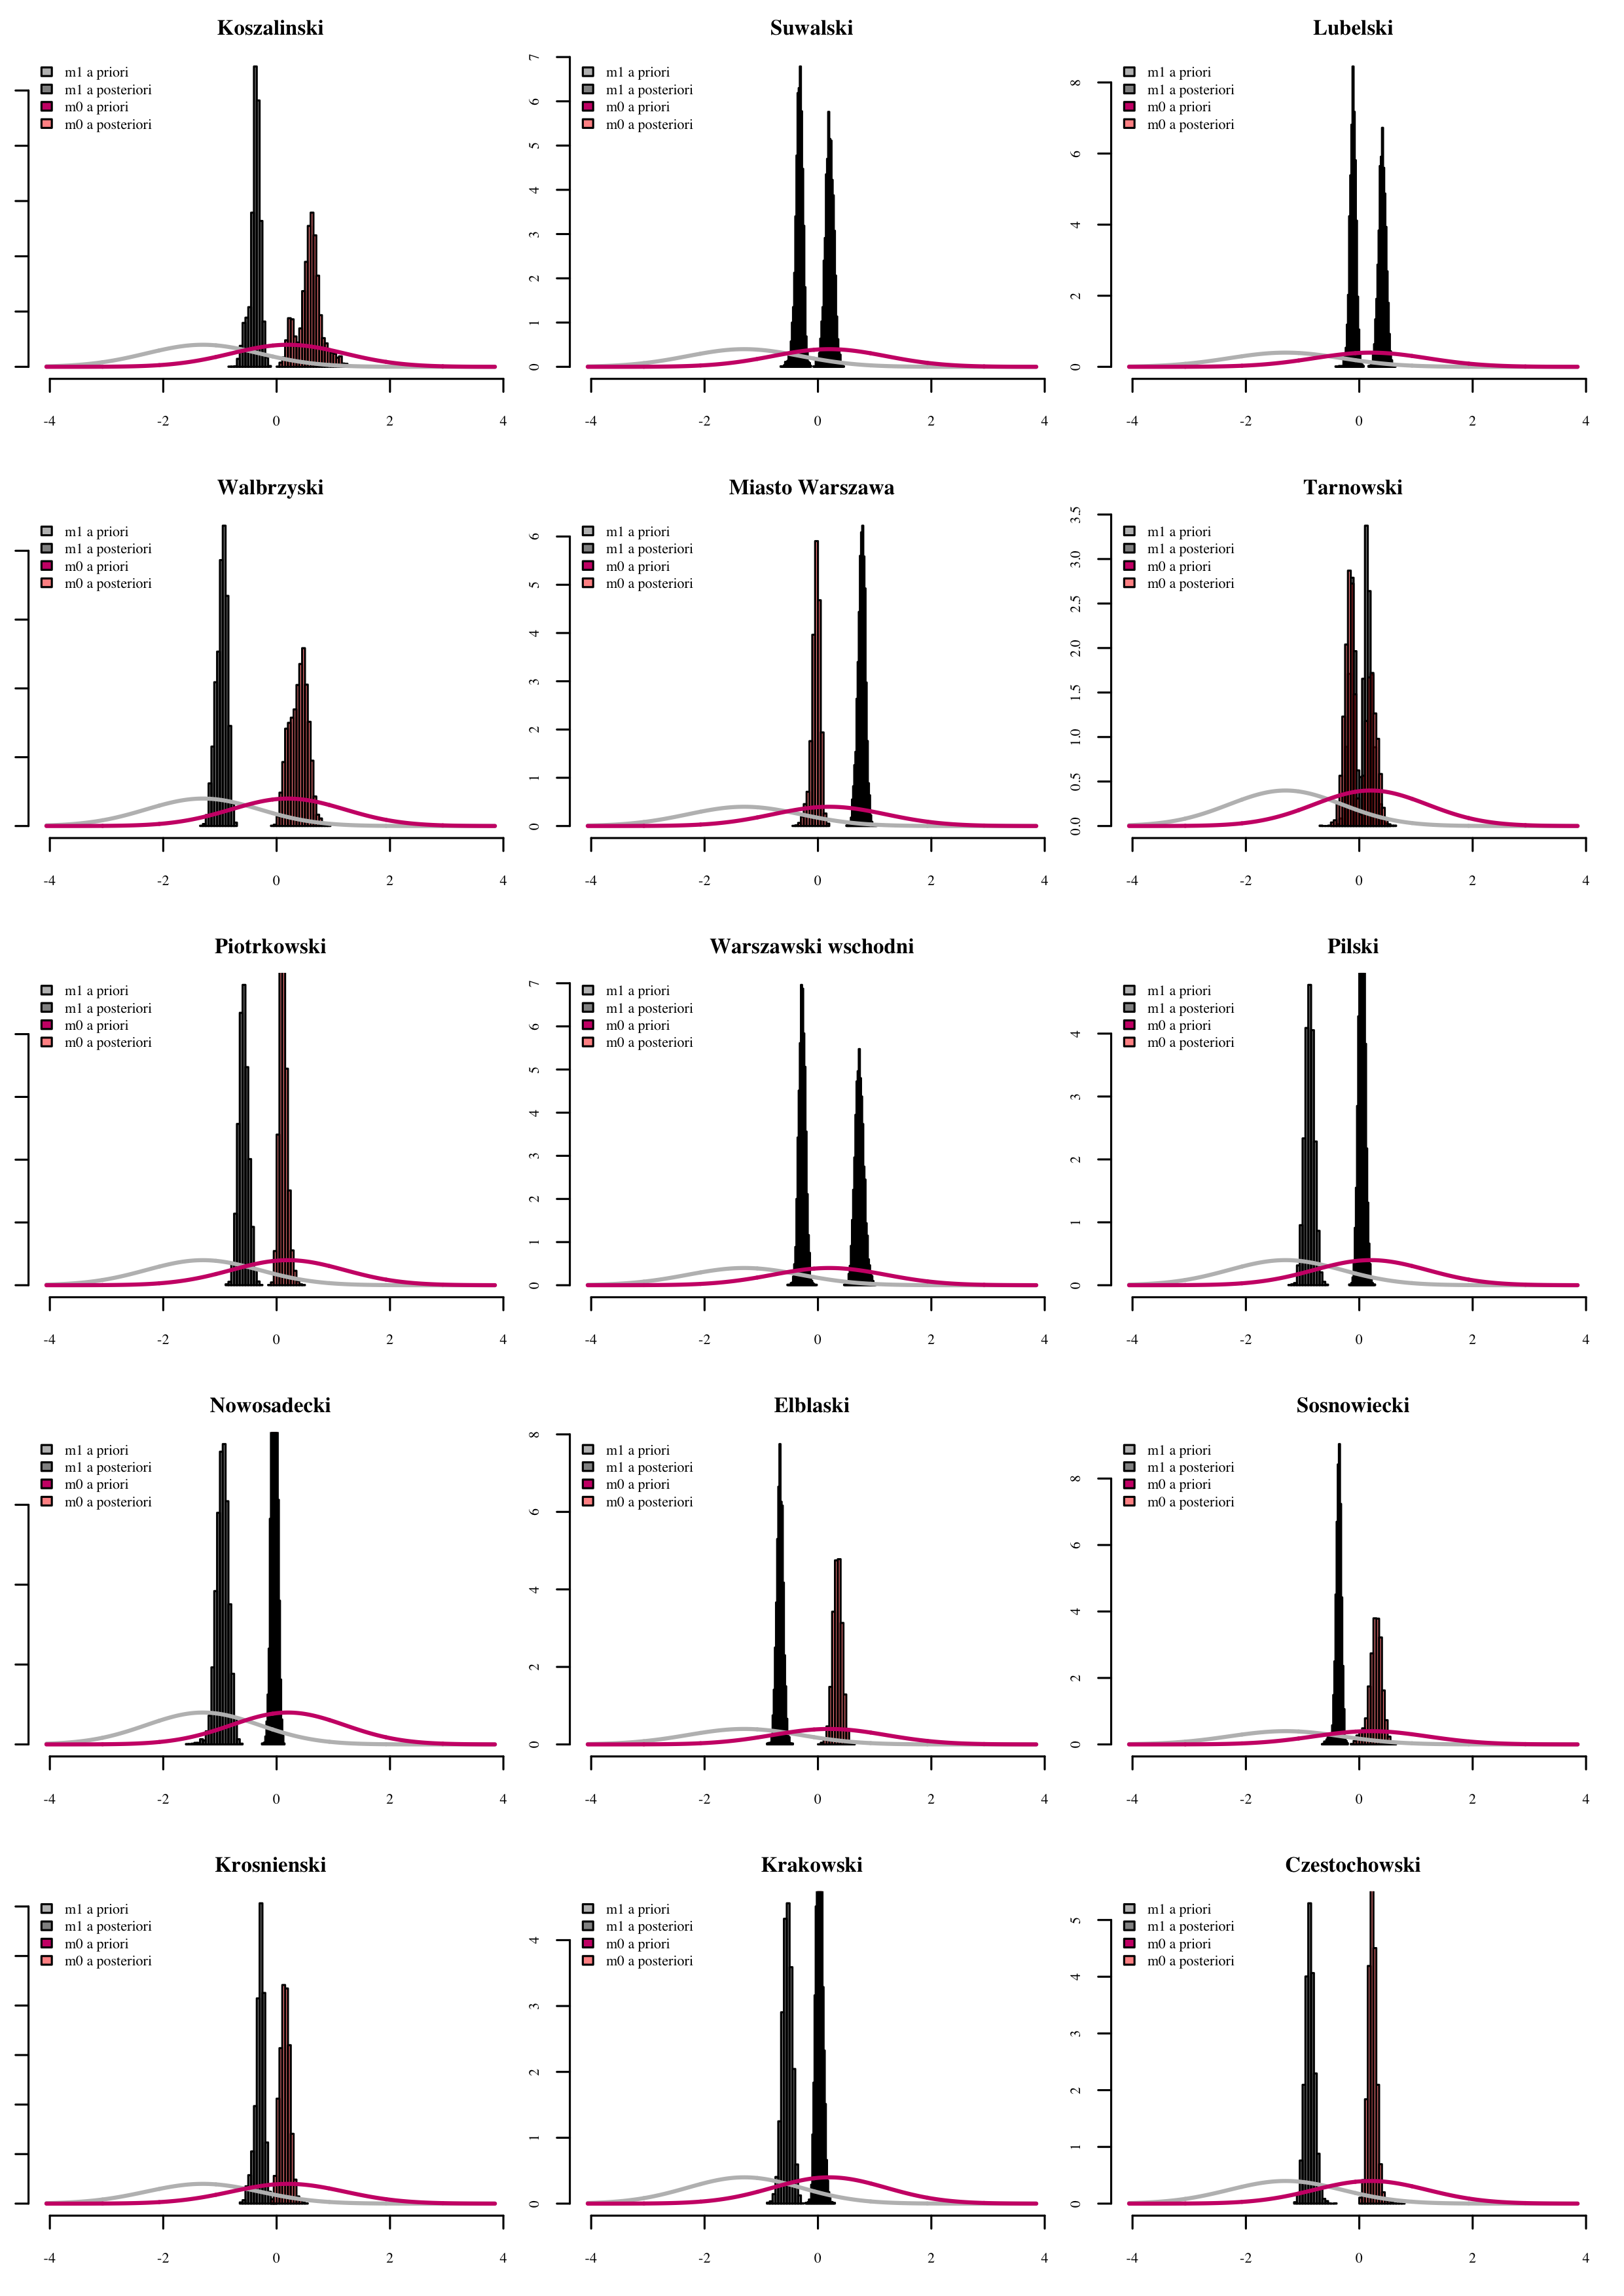 Koszalinski
m1 a priori
m1 a posteriori
m0 a priori
m0 a posteriori
-4 -2 0 2 4
Suwalski
m1 a priori
m1 a posteriori
m0 a priori
m0 a posteriori
7
6
5
4
3
2
1
0
-4 -2 0 2 4
Lubelski
m1 a priori
m1 a posteriori
m0 a priori
m0 a posteriori
8
6
4
2
0
-4 -2 0 2 4
Walbrzyski
m1 a priori
m1 a posteriori
m0 a priori
m0 a posteriori
-4 -2 0 2 4
Miasto Warszawa
m1 a priori
m1 a posteriori
m0 a priori
m0 a posteriori
6
5
4
3
2
1
0
-4 -2 0 2 4
Tarnowski
m1 a priori
m1 a posteriori
m0 a priori
m0 a posteriori
3.5
3.0
2.5
2.0
1.5
1.0
0.5
0.0
-4 -2 0 2 4
Piotrkowski
m1 a priori
m1 a posteriori
m0 a priori
m0 a posteriori
-4 -2 0 2 4
Warszawski wschodni
m1 a priori
m1 a posteriori
m0 a priori
m0 a posteriori
7
6
5
4
3
2
1
0
-4 -2 0 2 4
Pilski
m1 a priori
m1 a posteriori
m0 a priori
m0 a posteriori
4
3
2
1
0
-4 -2 0 2 4
Nowosadecki
m1 a priori
m1 a posteriori
m0 a priori
m0 a posteriori
-4 -2 0 2 4
Elblaski
m1 a priori
m1 a posteriori
m0 a priori
m0 a posteriori
8
6
4
2
0
-4 -2 0 2 4
Sosnowiecki
m1 a priori
m1 a posteriori
m0 a priori
m0 a posteriori
8
6
4
2
0
-4 -2 0 2 4
Krosnienski
m1 a priori
m1 a posteriori
m0 a priori
m0 a posteriori
-4 -2 0 2 4
Krakowski
m1 a priori
m1 a posteriori
m0 a priori
m0 a posteriori
4
3
2
1
0
-4 -2 0 2 4
Czestochowski
m1 a priori
m1 a posteriori
m0 a priori
m0 a posteriori
5
4
3
2
1
0
-4 -2 0 2 4